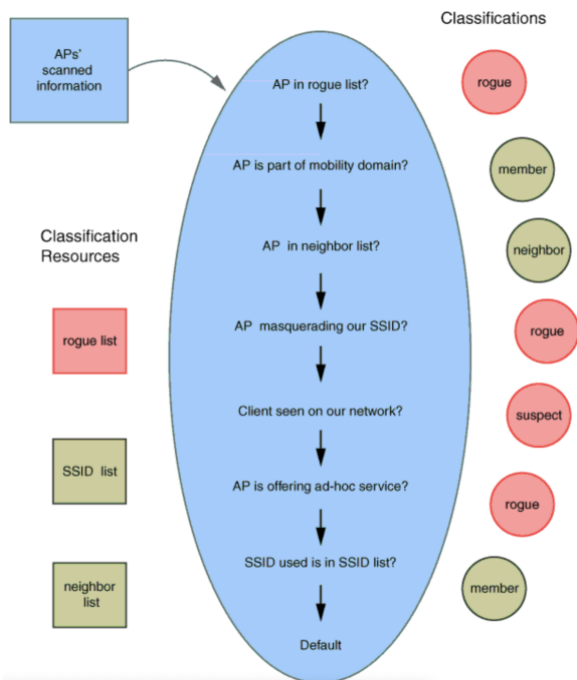 Classifications
APs'
scanned
information
AP in rogue list?
rogue
AP is part of mobility domain?
member
Classification
Resources
AP in neighbor list?
neighbor
rogue list
AP masquerading our SSID?
rogue
Client seen on our network?
suspect
SSID list
AP is offering ad-hoc service?
rogue
SSID used is in SSID list?
member
neighbor
list
Default